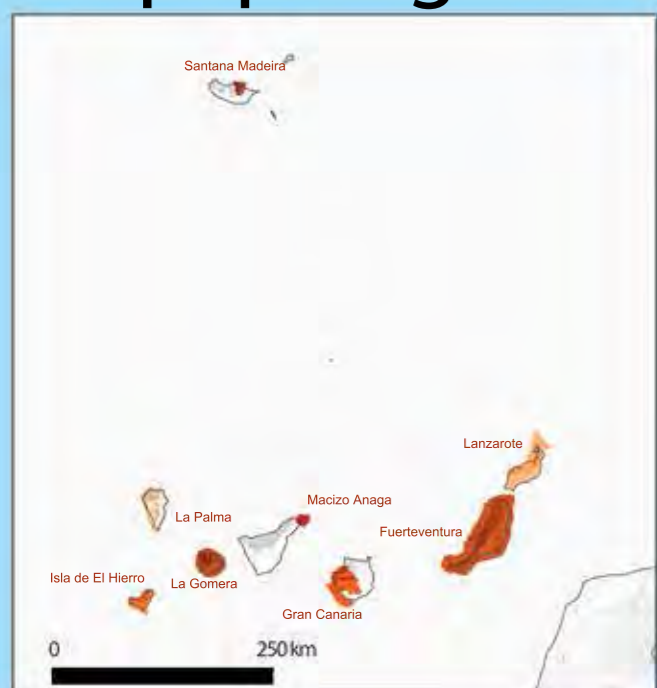 Santana Madeira
Lanzarote
Macizo Anaga
La Palma
Fuerteventura
Isla de El Hierro
La Gomera
Gran Canaria
0 250 km